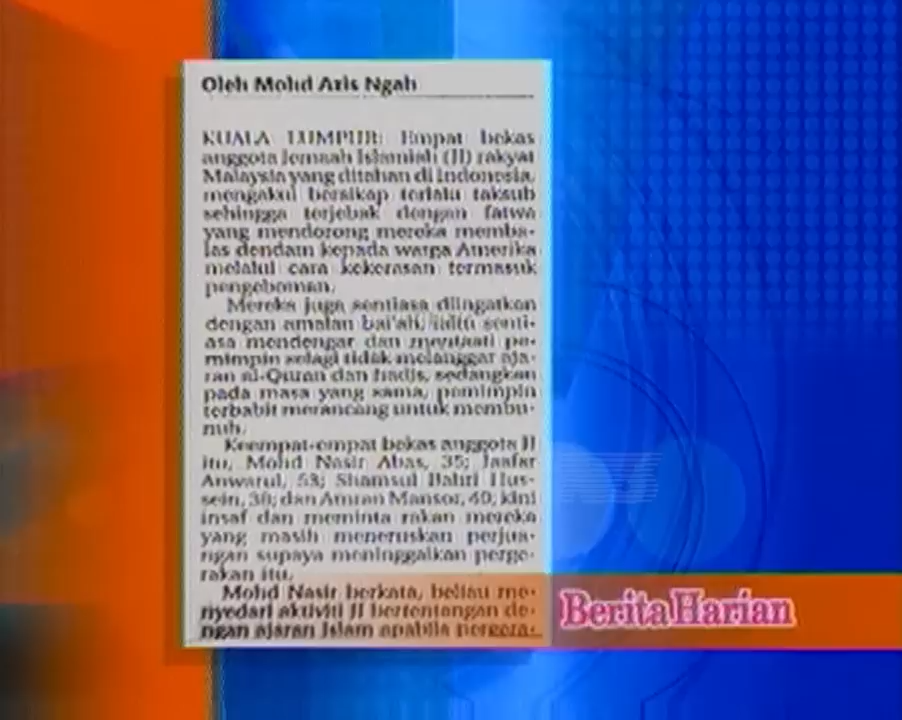 Oleh Mohd Aris Ngah
KUALA LUMPUR: Empat bekas
anggota Jemaah Islamiah (JI) rakyat
Malaysia yang ditahan di Indonesia,
mengakui bersikap terlalu taksub
sehingga terjebak dengan fatwa
yang mendorong mereka memba-
las dendam kepada warga Amerika
melalui cara kekerasan termasuk
pengeboman.
Mereka juga sentiasa diingatkan
dengan amalan bai'ah, iaitu senti-
asa mendengar dan mentaati pe-
mimpin selagi tidak melanggar aja-
ran al-Quran dan hadis, sedangkan
pada masa yang sama, pemimpin
terbabit merancang untuk membu-
nuh.
Keempat-empat bekas anggota JI
itu, Mohd Nasir Abas, 35; Jaafar
Anwarul, 53; Shamsul Bahri Hus-
sein, 36; dan Amran Mansor, 40, kini
insaf dan meminta rakan mereka
yang masih meneruskan perjua-
ngan supaya meninggalkan perge-
rakan itu.
Mohd Nasir berkata, beliau me-
nyedari aktiviti JI bertentangan de-
ngan ajaran Islam apabila pergera-
Berita Harian